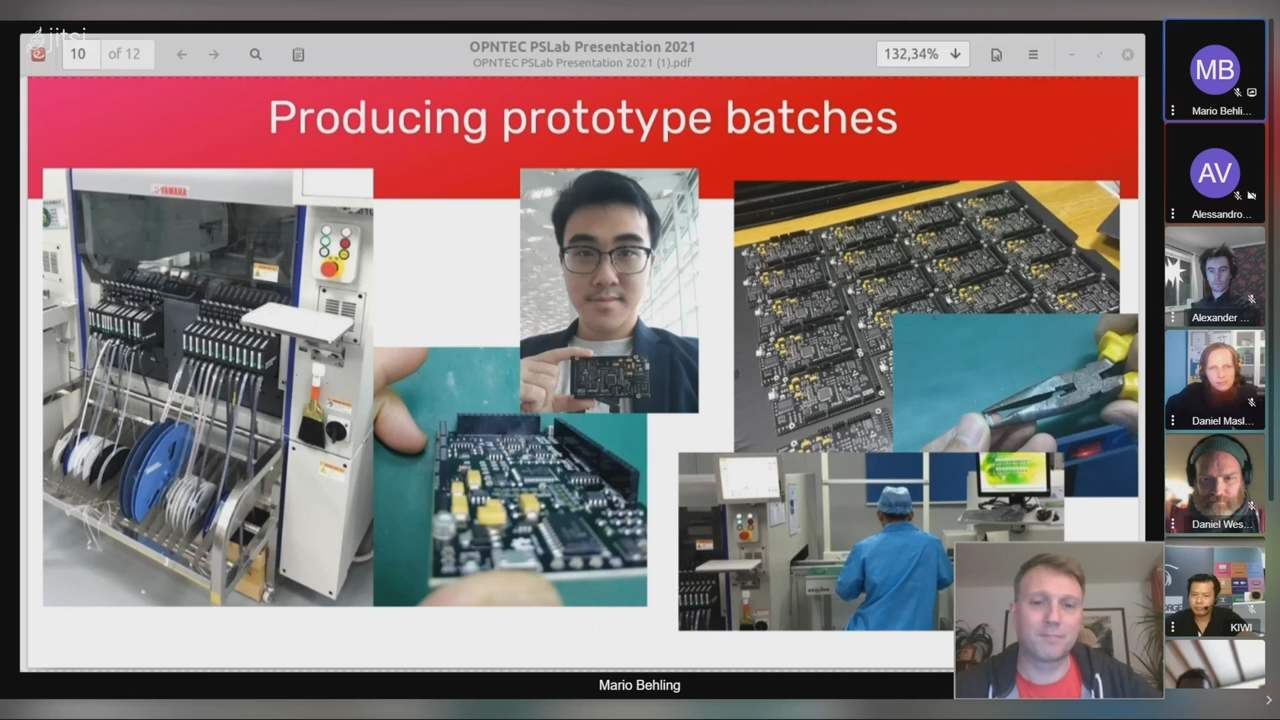 jitsi
10 of 12
OPNTEC PSLab Presentation 2021
OPNTEC PSLab Presentation 2021 (1).pdf
132,34%
Producing prototype batches
YAMAHA
MB
Mario Behli...
AV
Alessandro...
Alexander ...
Daniel Masl...
Daniel Wes...
KIWI
Mario Behling